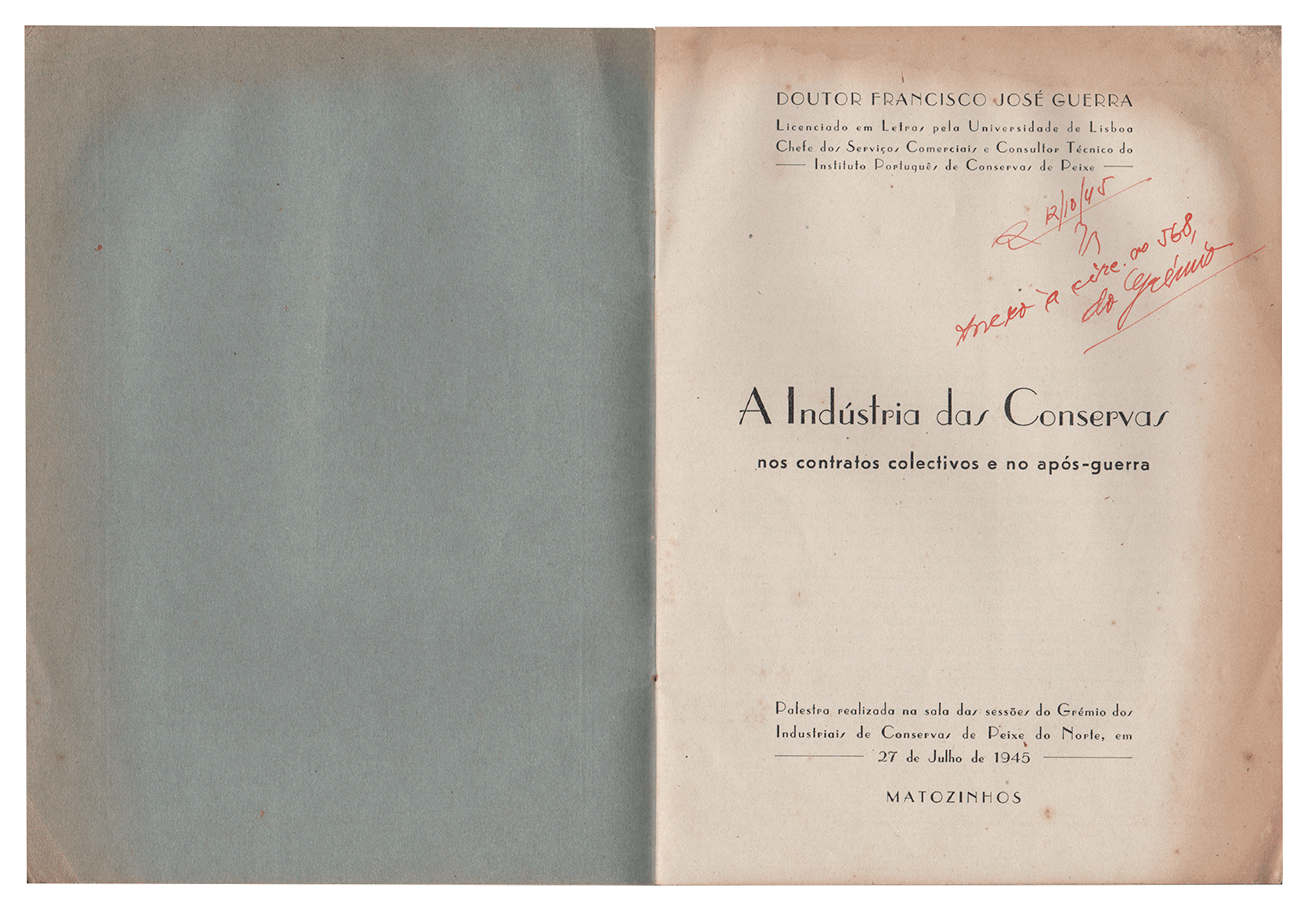 DOUTOR FRANCISCO JOSÉ GUERRA
Licenciado em Letras pela Universidade de Lisboa
Chefe dos Serviços Comerciais e Consultor Técnico do
Instituto Português de Conservas de Peixe
12/10/45
Anexo à circ. no 568,
do Grémio
A Indústria das Conservas
nos contratos colectivos e no após-guerra
Palestra realizada na sala das sessões do Grémio dos
Industriais de Conservas de Peixe do Norte, em
27 de Julho de 1945
MATOZINHOS